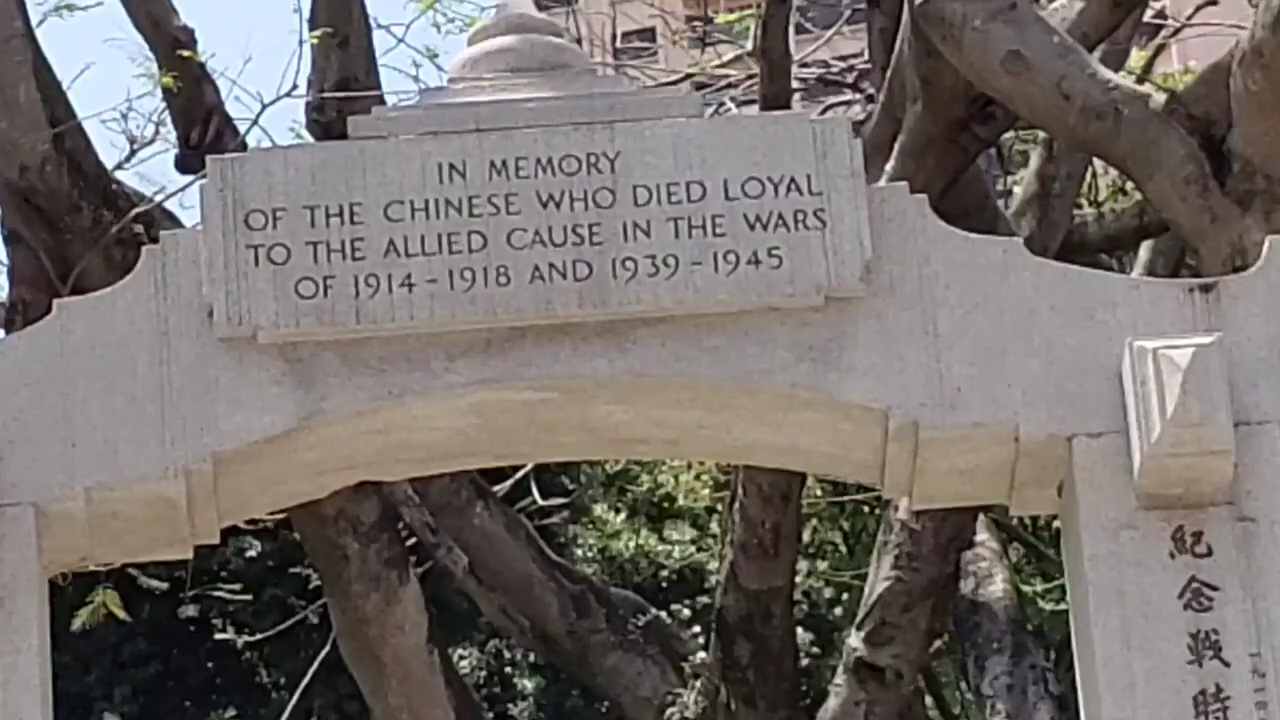 IN MEMORY
OF THE CHINESE WHO DIED LOYAL
TO THE ALLIED CAUSE IN THE WARS
OF 1914-1918 AND 1939-1945
紀念戰時